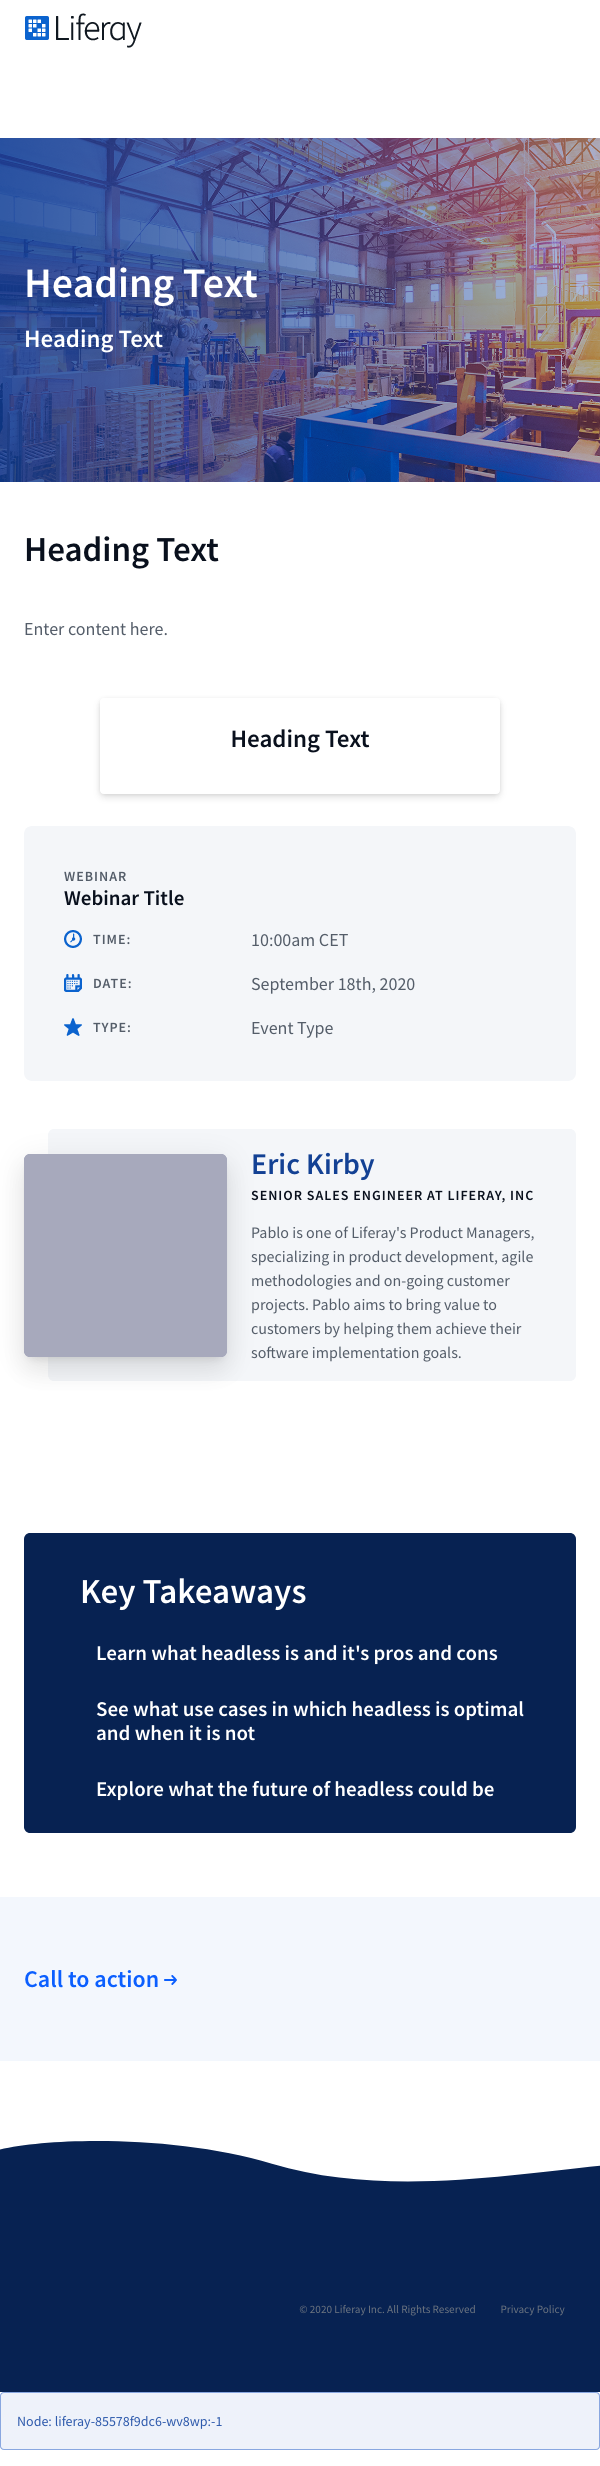 Liferay
Heading Text
Heading Text
Heading Text
Enter content here.
Heading Text
WEBINAR
Webinar Title
TIME:
10:00am CET
DATE:
September 18th, 2020
TYPE:
Event Type
Eric Kirby
SENIOR SALES ENGINEER AT LIFERAY, INC
Pablo is one of Liferay's Product Managers,
specializing in product development, agile
methodologies and on-going customer
projects. Pablo aims to bring value to
customers by helping them achieve their
software implementation goals.
Key Takeaways
Learn what headless is and it's pros and cons
See what use cases in which headless is optimal
and when it is not
Explore what the future of headless could be
Call to action →
© 2020 Liferay Inc. All Rights Reserved Privacy Policy
Node: liferay-85578f9dc6-wv8wp:-1